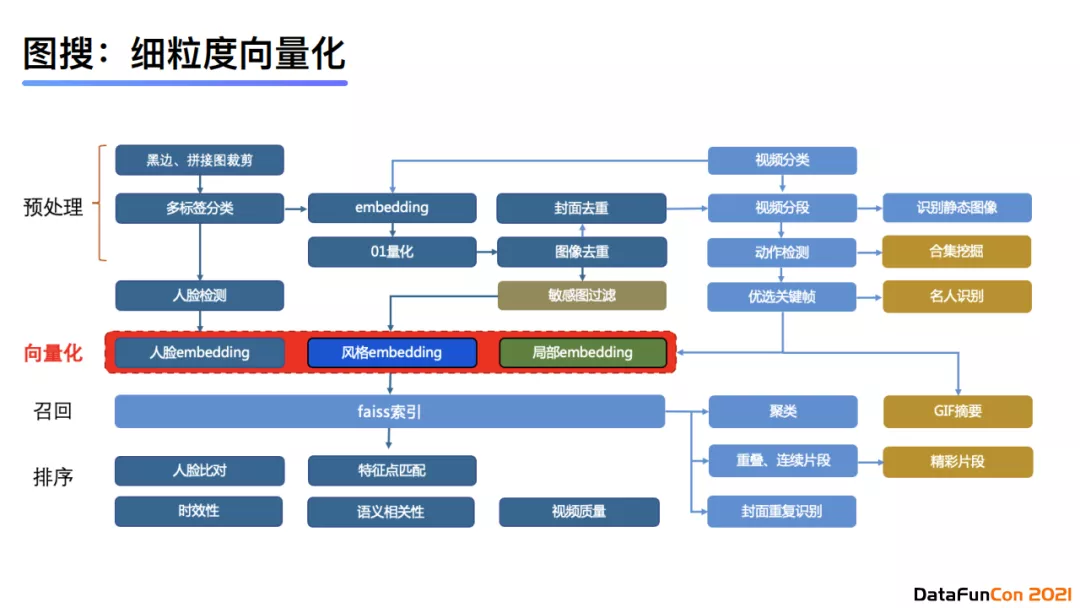 图搜：细粒度向量化
黑边、拼接图裁剪
视频分类
预处理
多标签分类
embedding
封面去重
视频分段
识别静态图像
01量化
图像去重
动作检测
合集挖掘
人脸检测
敏感图过滤
优选关键帧
名人识别
向量化
人脸embedding
风格embedding
局部embedding
召回
faiss索引
聚类
GIF摘要
排序
人脸比对
特征点匹配
重叠、连续片段
精彩片段
时效性
语义相关性
视频质量
封面重复识别
DataFunCon 2021